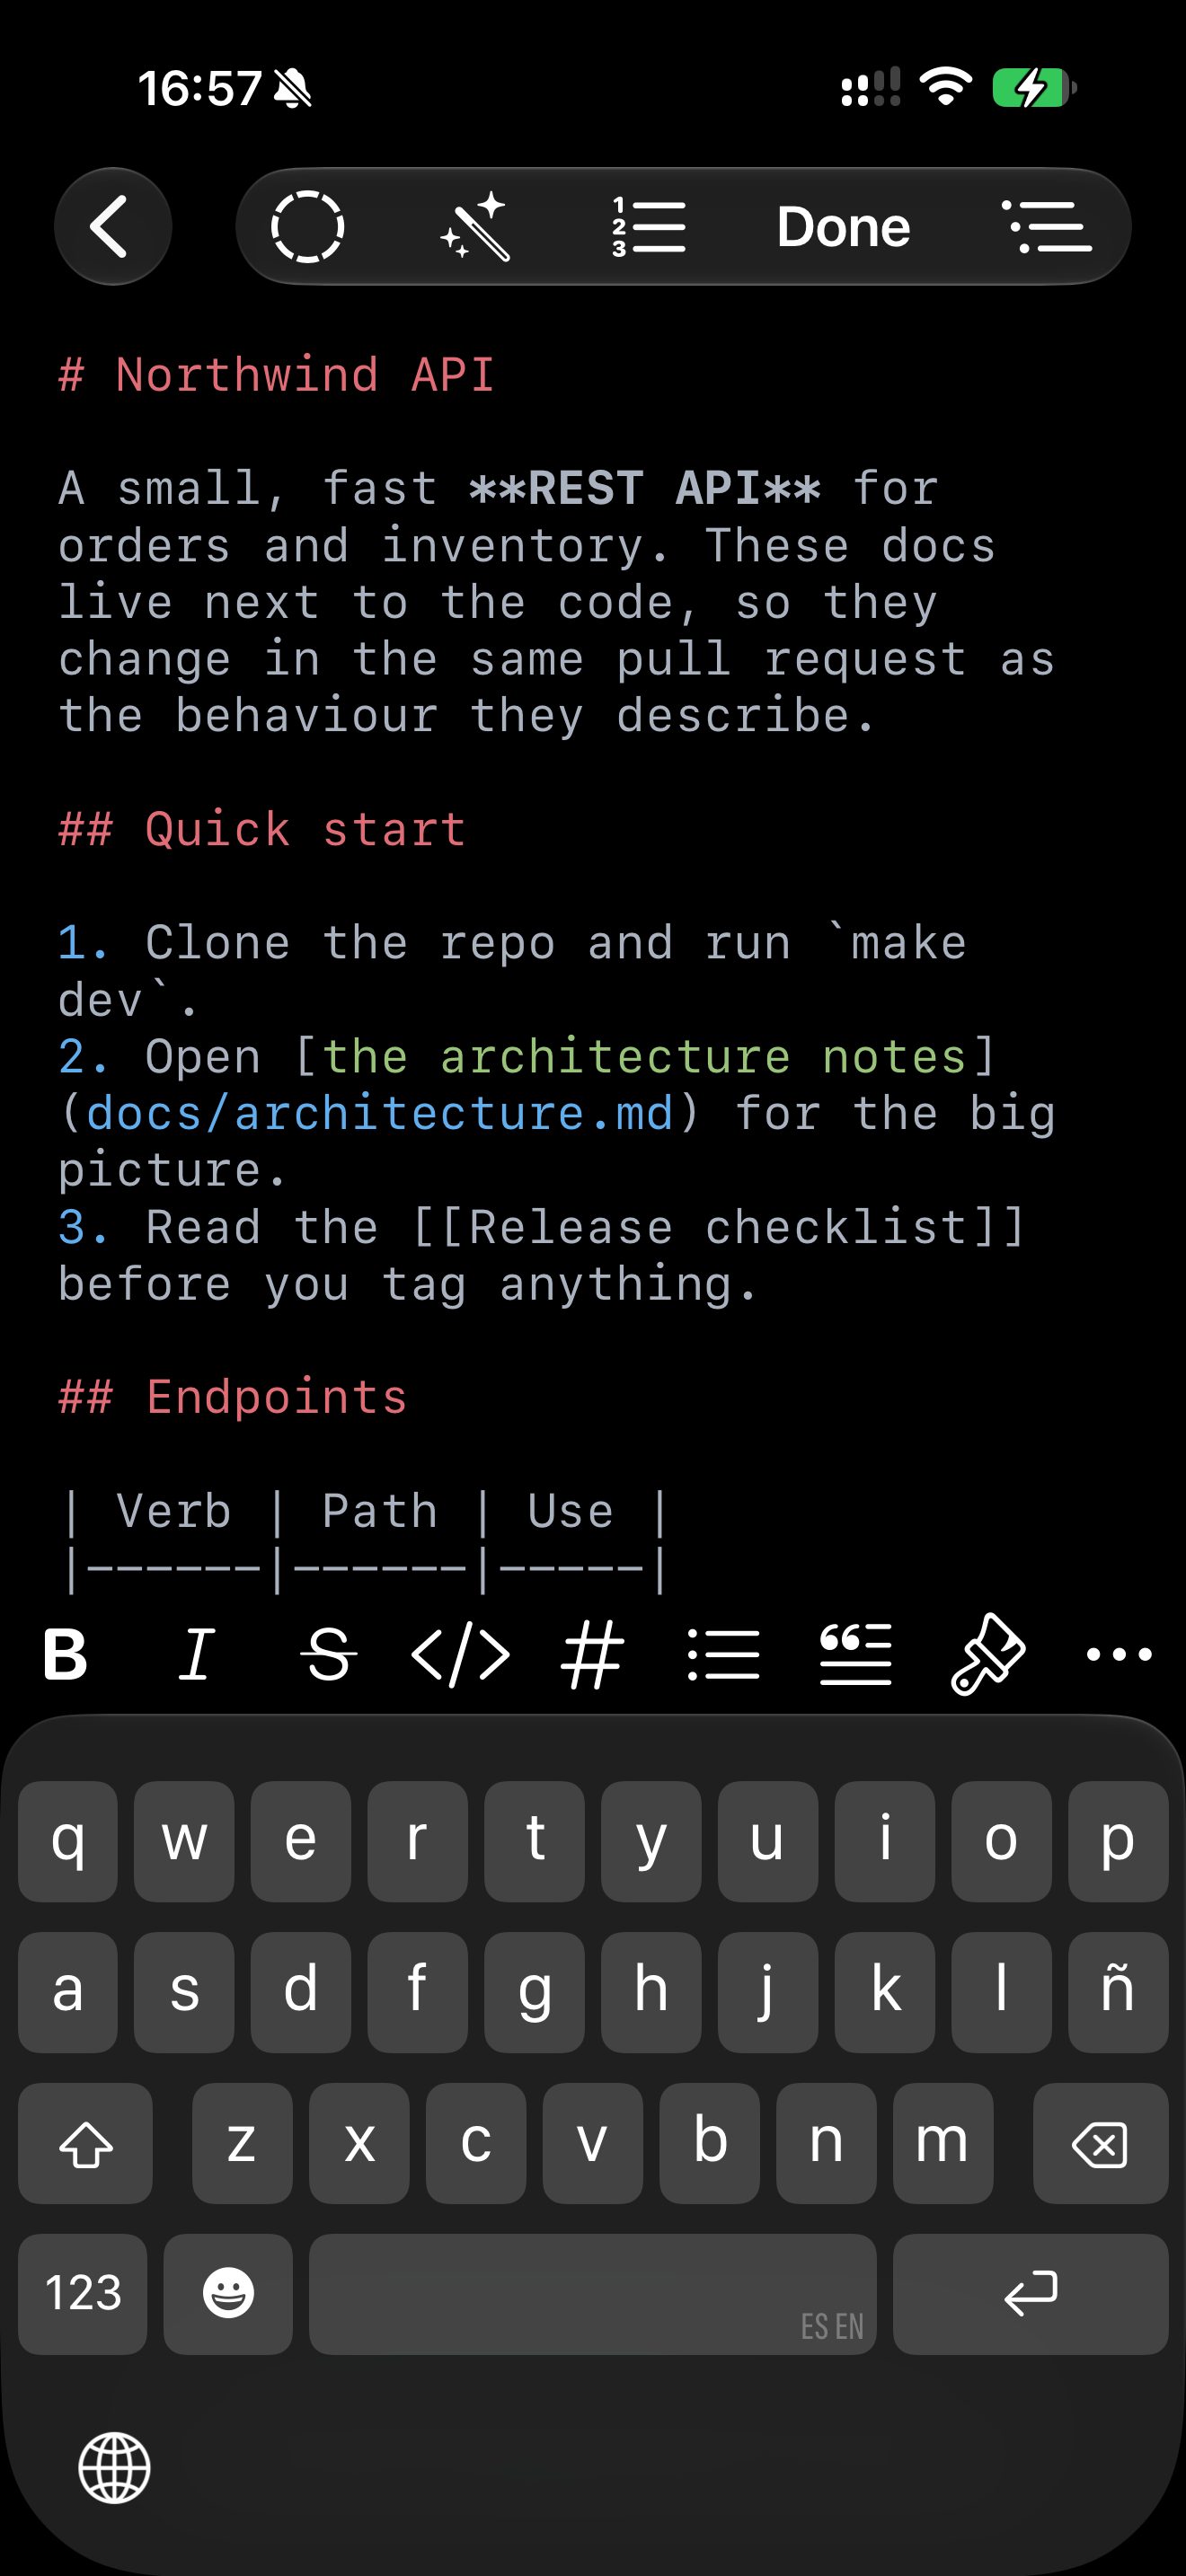 16:57
1
2
3
Done
# Northwind API
A small, fast **REST API** for
orders and inventory. These docs
live next to the code, so they
change in the same pull request as
the behaviour they describe.
## Quick start
1. Clone the repo and run `make
dev`.
2. Open [the architecture notes]
(docs/architecture.md) for the big
picture.
3. Read the [[Release checklist]]
before you tag anything.
## Endpoints
| Verb | Path | Use |
|------|------|-----|
B I S </> #
q w e r t y u i o p
a s d f g h j k l ñ
z x c v b n m
123
ES EN